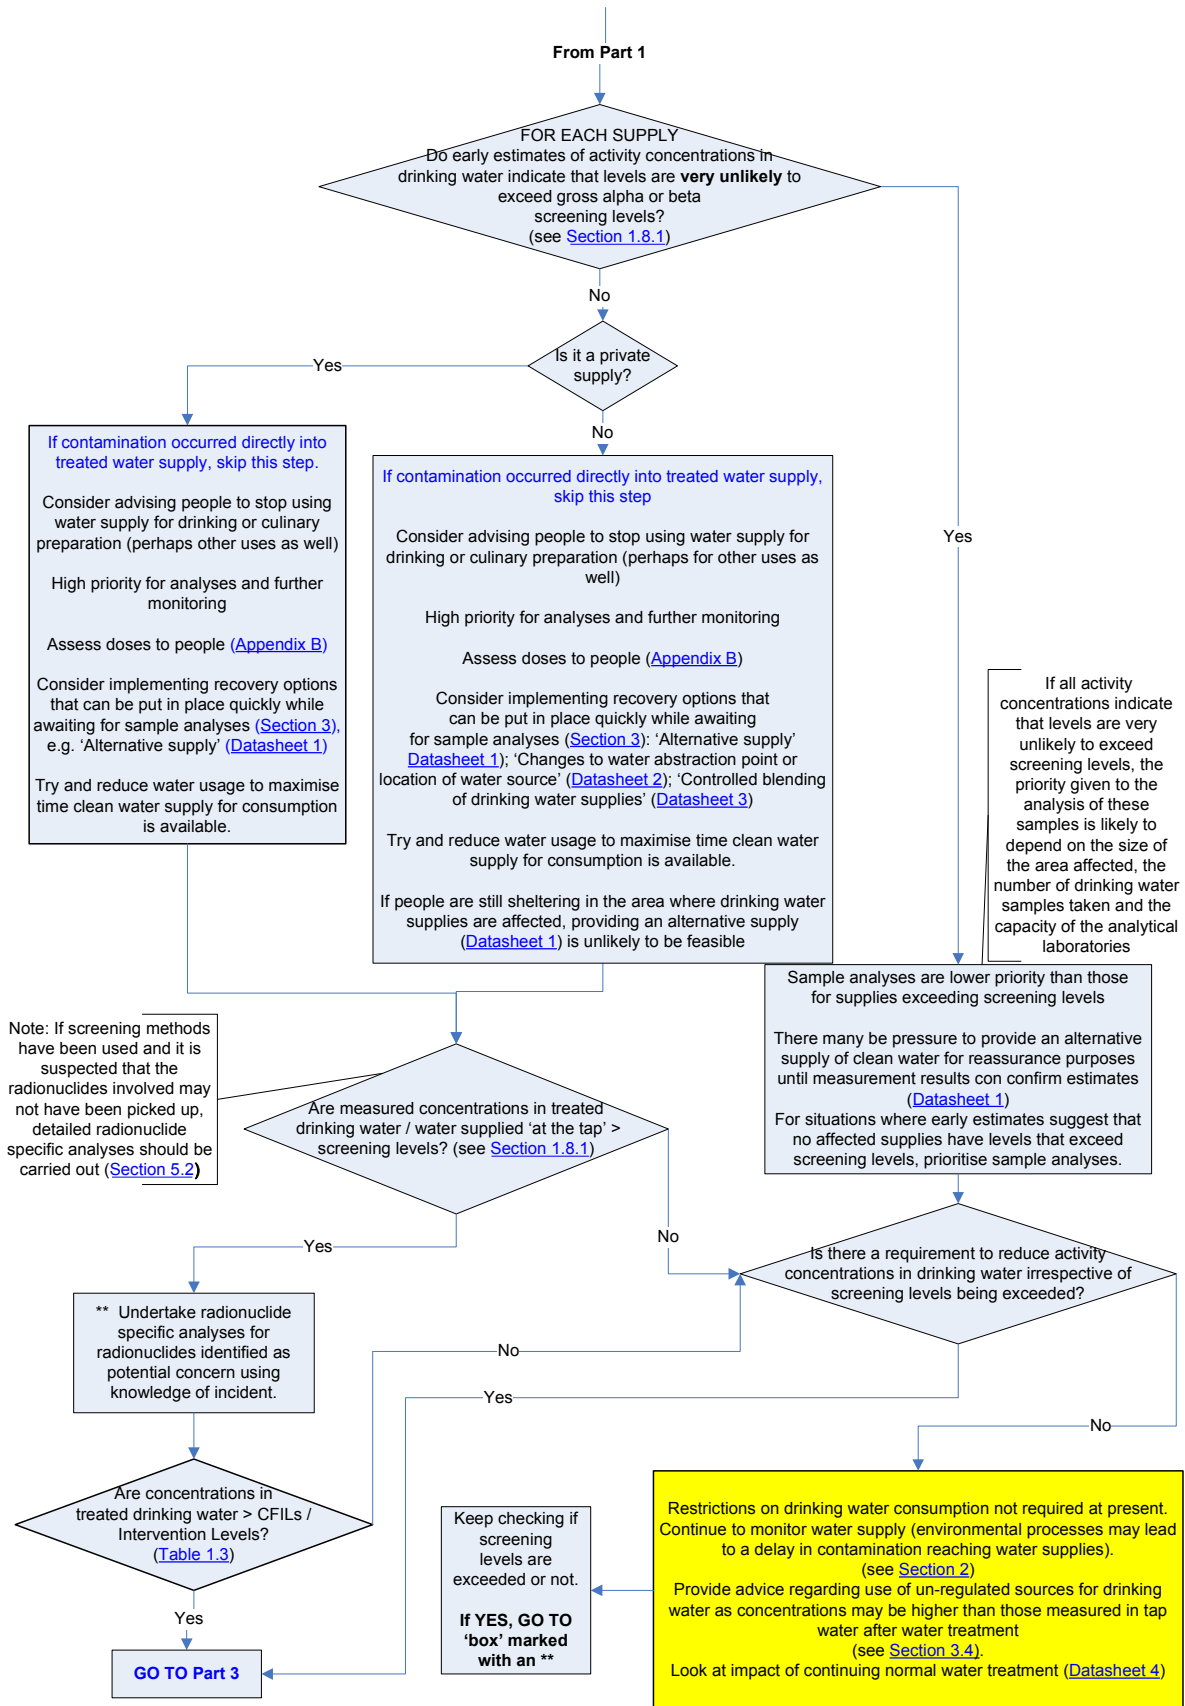 From Part 1
FOR EACH SUPPLY
Do early estimates of activity concentrations in
drinking water indicate that levels are very unlikely to
exceed gross alpha or beta
screening levels?
(see Section 1.8.1)
No
Is it a private
supply?
Yes
No
Yes
If contamination occurred directly into
treated water supply, skip this step.
Consider advising people to stop using
water supply for drinking or culinary
preparation (perhaps other uses as well)
High priority for analyses and further
monitoring
Assess doses to people (Appendix B)
Consider implementing recovery options
that can be put in place quickly while
awaiting for sample analyses (Section 3),
e.g. ‘Alternative supply’ (Datasheet 1)
Try and reduce water usage to maximise
time clean water supply for consumption
is available.
If contamination occurred directly into treated water supply,
skip this step
Consider advising people to stop using water supply for
drinking or culinary preparation (perhaps for other uses as
well)
High priority for analyses and further monitoring
Assess doses to people (Appendix B)
Consider implementing recovery options that
can be put in place quickly while awaiting
for sample analyses (Section 3): ‘Alternative supply’
Datasheet 1); ‘Changes to water abstraction point or
location of water source’ (Datasheet 2); ‘Controlled blending
of drinking water supplies’ (Datasheet 3)
Try and reduce water usage to maximise time clean water
supply for consumption is available.
If people are still sheltering in the area where drinking water
supplies are affected, providing an alternative supply
(Datasheet 1) is unlikely to be feasible
If all activity
concentrations indicate
that levels are very
unlikely to exceed
screening levels, the
priority given to the
analysis of these
samples is likely to
depend on the size of
the area affected, the
number of drinking water
samples taken and the
capacity of the analytical
laboratories
Sample analyses are lower priority than those
for supplies exceeding screening levels
There many be pressure to provide an alternative
supply of clean water for reassurance purposes
until measurement results con confirm estimates
(Datasheet 1)
For situations where early estimates suggest that
no affected supplies have levels that exceed
screening levels, prioritise sample analyses.
Note: If screening methods
have been used and it is
suspected that the
radionuclides involved may
not have been picked up,
detailed radionuclide
specific analyses should be
carried out (Section 5.2)
Are measured concentrations in treated
drinking water / water supplied ‘at the tap’ >
screening levels? (see Section 1.8.1)
Yes
No
Is there a requirement to reduce activity
concentrations in drinking water irrespective of
screening levels being exceeded?
** Undertake radionuclide
specific analyses for
radionuclides identified as
potential concern using
knowledge of incident.
No
Yes
No
Are concentrations in
treated drinking water > CFILs /
Intervention Levels?
(Table 1.3)
Yes
GO TO Part 3
Keep checking if
screening
levels are
exceeded or not.
If YES, GO TO
‘box’ marked
with an **
Restrictions on drinking water consumption not required at present.
Continue to monitor water supply (environmental processes may lead
to a delay in contamination reaching water supplies).
(see Section 2)
Provide advice regarding use of un-regulated sources for drinking
water as concentrations may be higher than those measured in tap
water after water treatment
(see Section 3.4).
Look at impact of continuing normal water treatment (Datasheet 4)